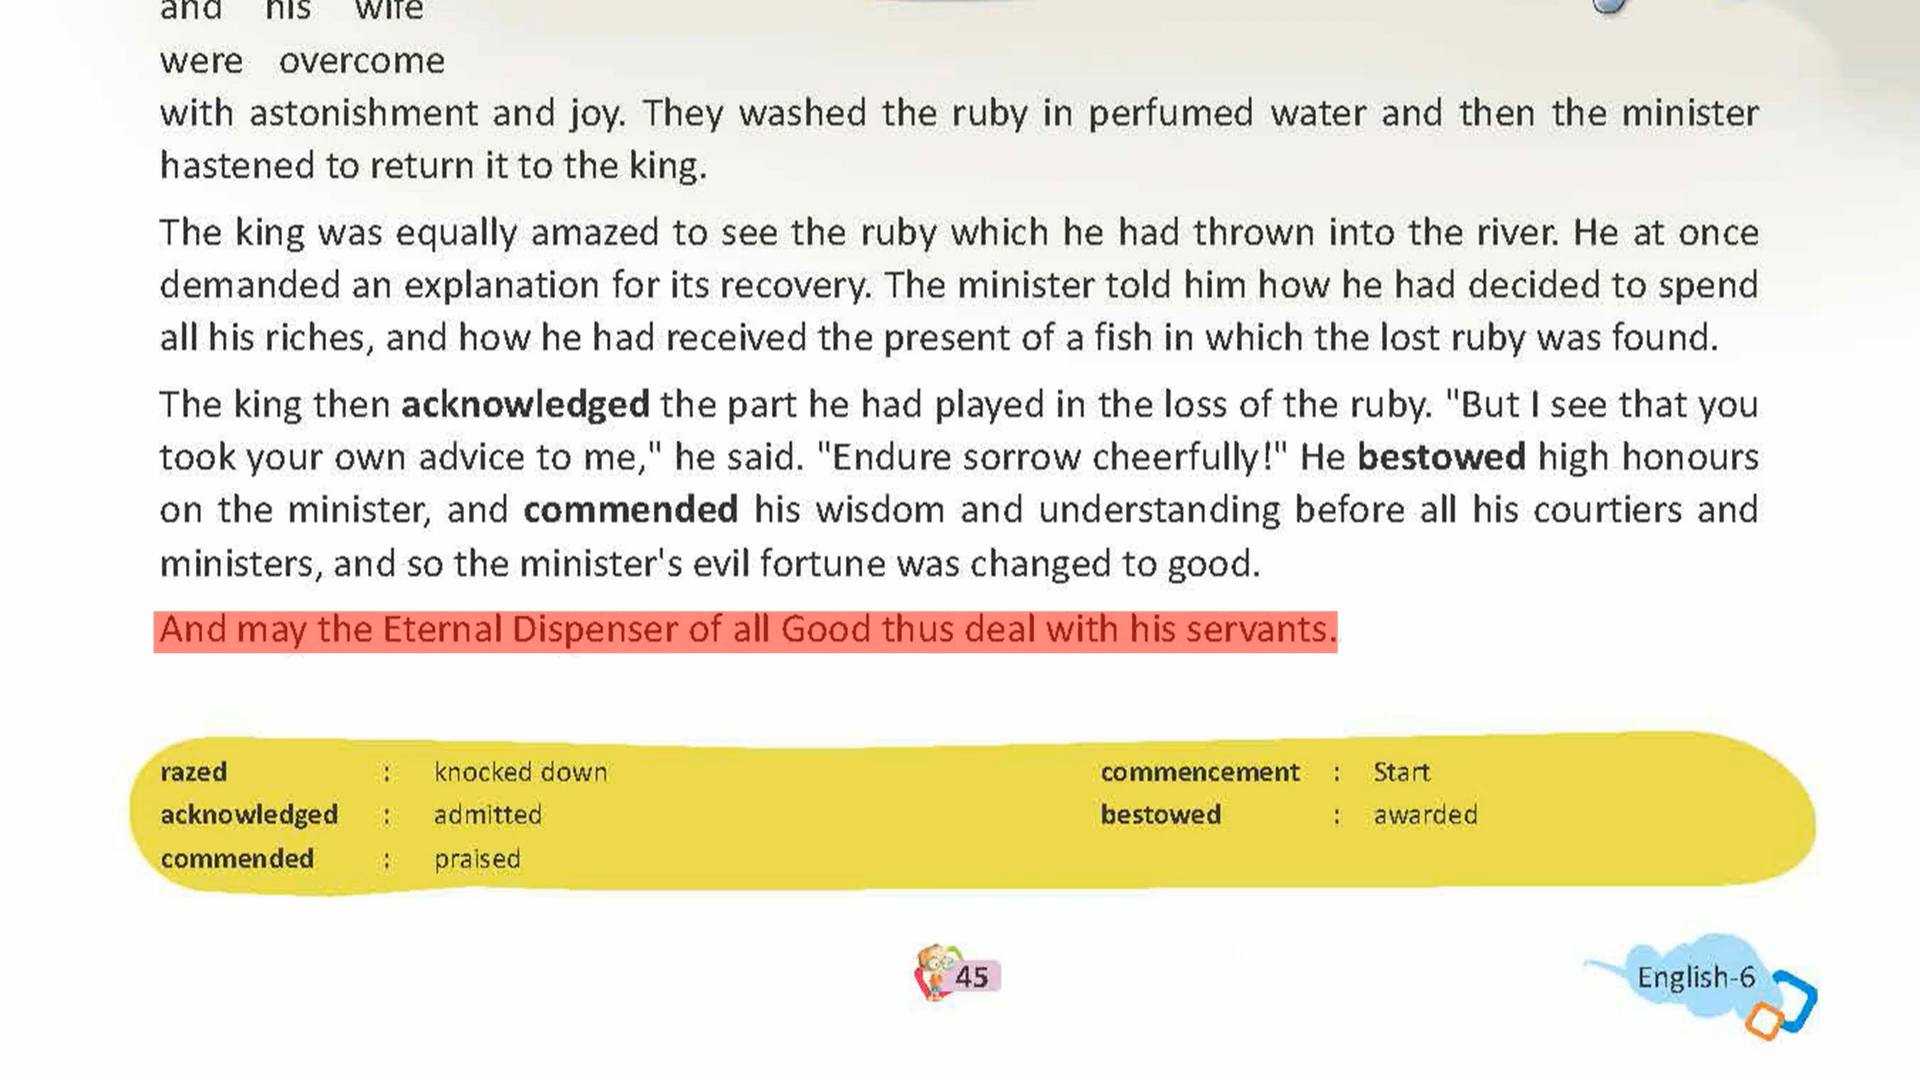 and his wife
were overcome
with astonishment and joy. They washed the ruby in perfumed water and then the minister
hastened to return it to the king.
The king was equally amazed to see the ruby which he had thrown into the river. He at once
demanded an explanation for its recovery. The minister told him how he had decided to spend
all his riches, and how he had received the present of a fish in which the lost ruby was found.
The king then acknowledged the part he had played in the loss of the ruby. "But I see that you
took your own advice to me," he said. "Endure sorrow cheerfully!" He bestowed high honours
on the minister, and commended his wisdom and understanding before all his courtiers and
ministers, and so the minister's evil fortune was changed to good.
And may the Eternal Dispenser of all Good thus deal with his servants.
razed : knocked down
acknowledged : admitted
commended : praised
commencement : Start
bestowed : awarded
45
English-6